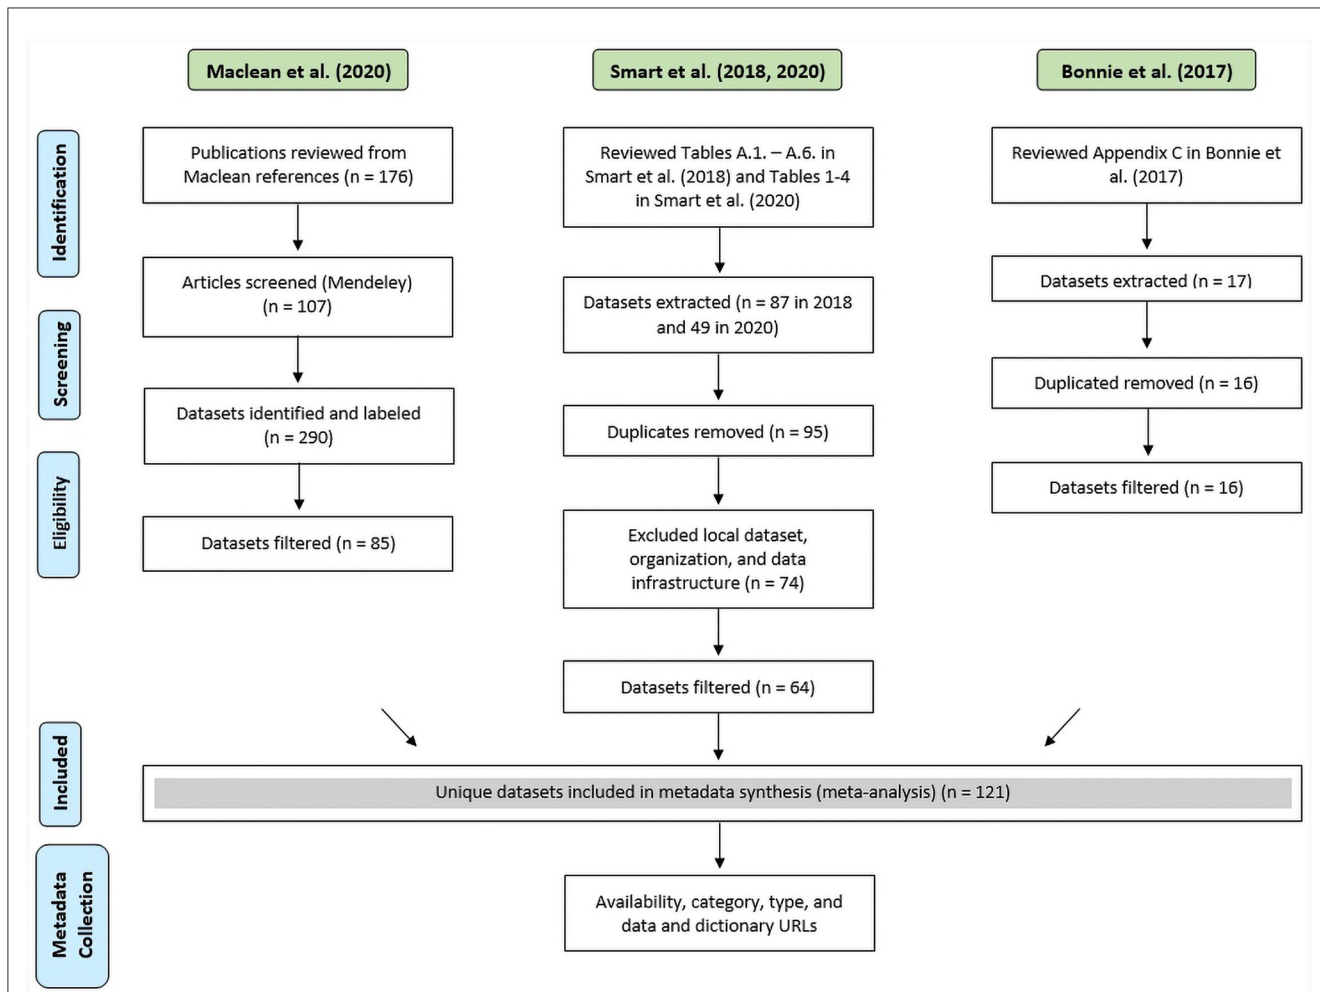 Maclean et al. (2020)
Smart et al. (2018, 2020)
Bonnie et al. (2017)
Identification
Publications reviewed from
Maclean references (n = 176)
Reviewed Tables A.1. – A.6. in
Smart et al. (2018) and Tables 1-4
in Smart et al. (2020)
Reviewed Appendix C in Bonnie et
al. (2017)
Articles screened (Mendeley)
(n = 107)
Datasets extracted (n = 87 in 2018
and 49 in 2020)
Datasets extracted (n = 17)
Screening
Datasets identified and labeled
(n = 290)
Duplicates removed (n = 95)
Duplicated removed (n = 16)
Eligibility
Datasets filtered (n = 85)
Excluded local dataset,
organization, and data
infrastructure (n = 74)
Datasets filtered (n = 16)
Datasets filtered (n = 64)
Included
Unique datasets included in metadata synthesis (meta-analysis) (n = 121)
Metadata
Collection
Availability, category, type, and
data and dictionary URLs